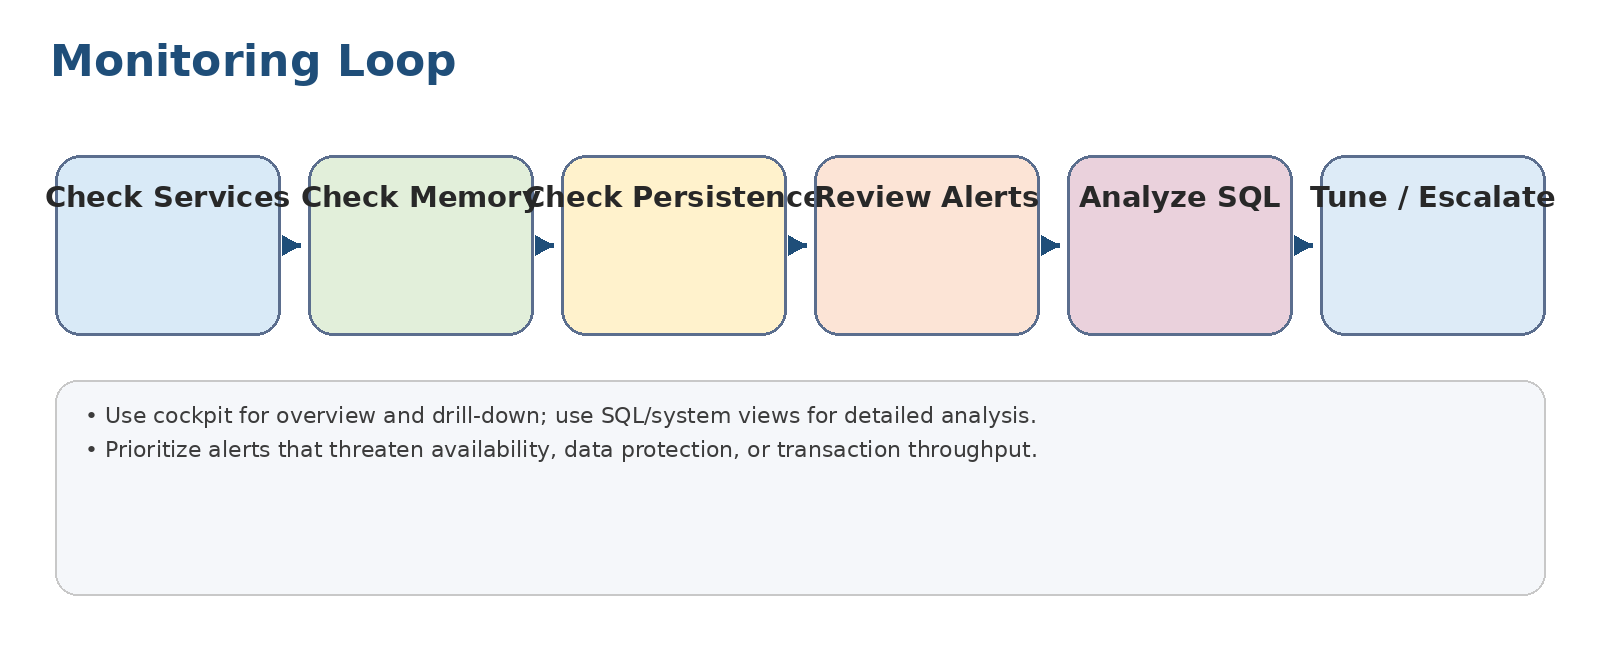 Monitoring Loop
Check Services
Check Memory
Check Persistence
Review Alerts
Analyze SQL
Tune / Escalate
• Use cockpit for overview and drill-down; use SQL/system views for detailed analysis.
• Prioritize alerts that threaten availability, data protection, or transaction throughput.